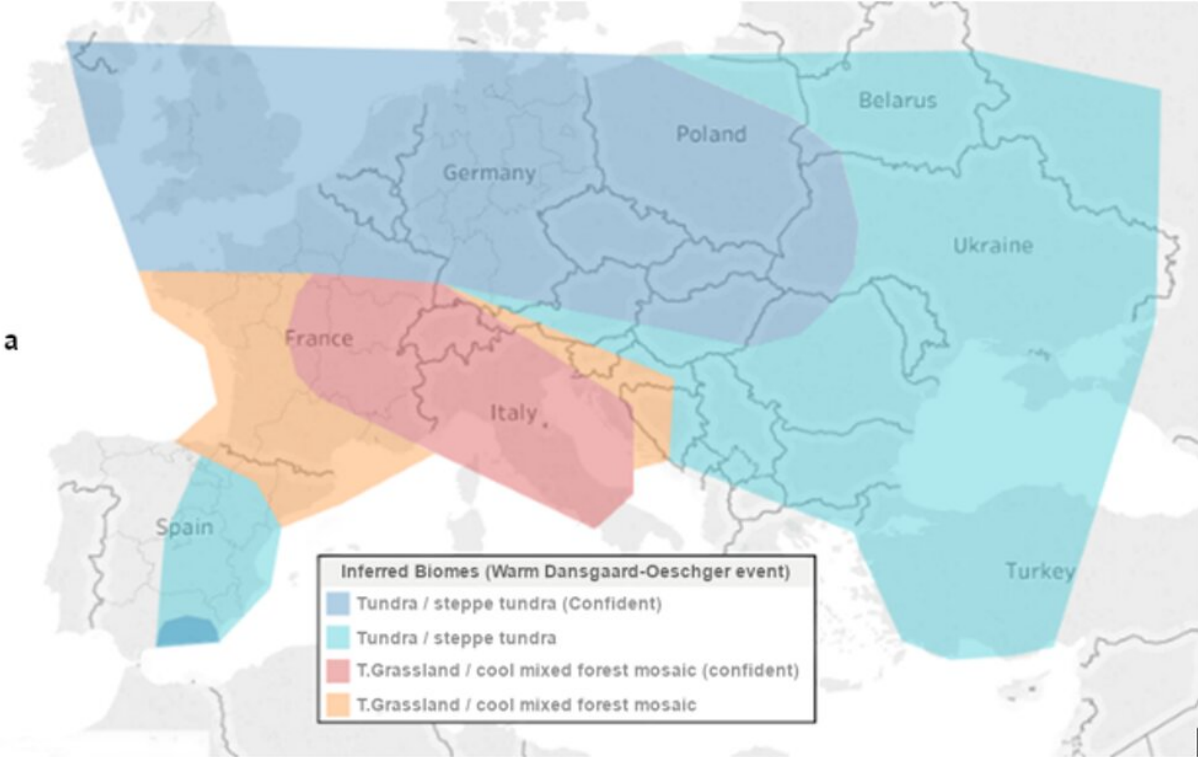 Belarus
Poland
Germany
Ukraine
a
France
Italy
Spain
Turkey
Inferred Biomes (Warm Dansgaard-Oeschger event)
Tundra / steppe tundra (Confident)
Tundra / steppe tundra
T.Grassland / cool mixed forest mosaic (confident)
T.Grassland / cool mixed forest mosaic